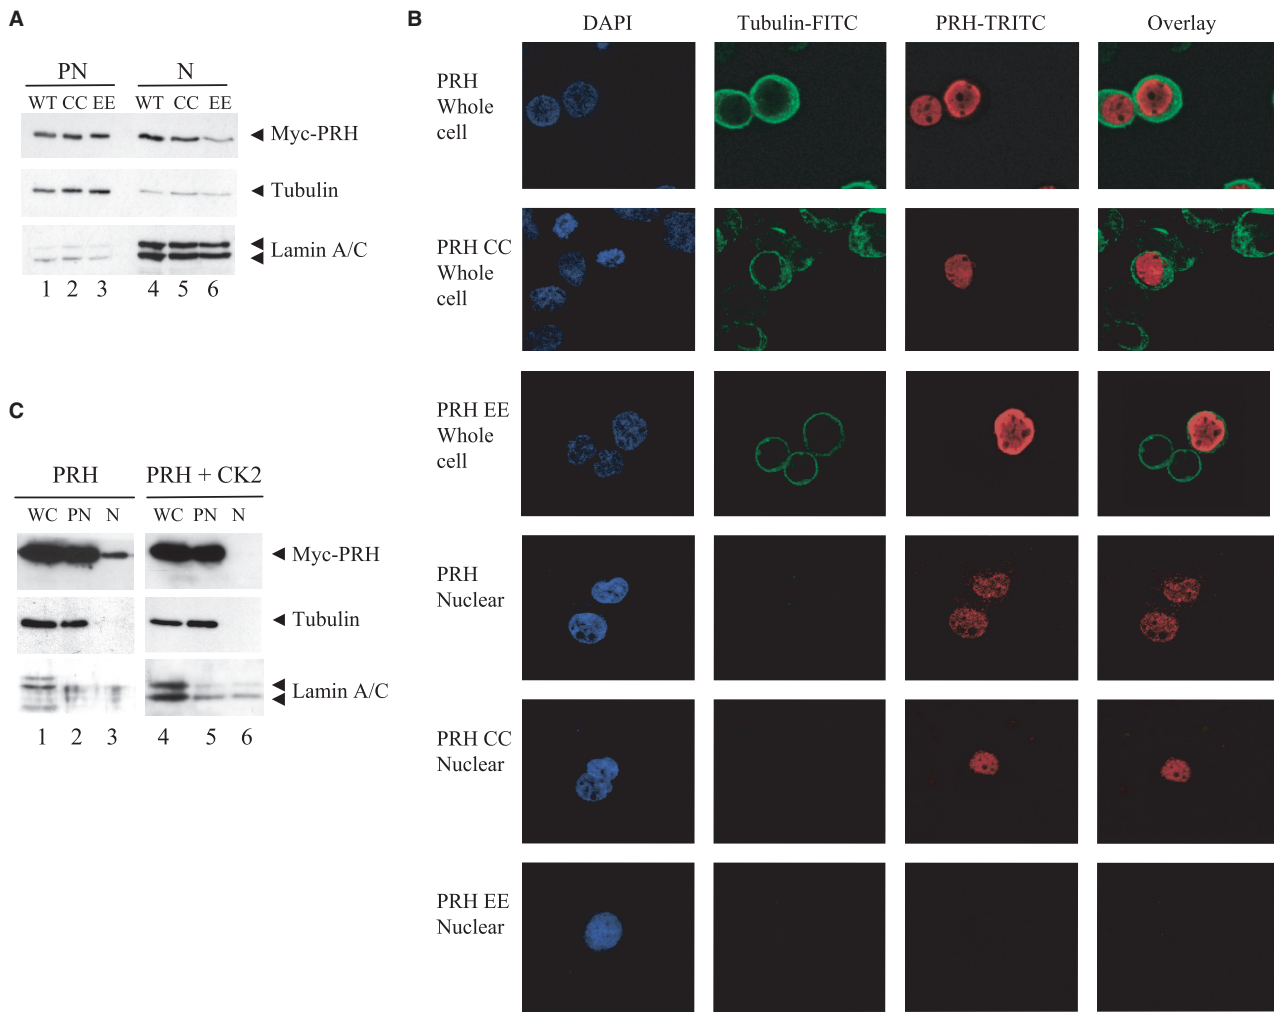 A
PN N
WT CC EE WT CC EE
Myc-PRH
Tubulin
Lamin A/C
1 2 3 4 5 6
B
DAPI Tubulin-FITC PRH-TRITC Overlay
PRH
Whole
cell
PRH CC
Whole
cell
PRH EE
Whole
cell
PRH
Nuclear
PRH CC
Nuclear
PRH EE
Nuclear
C
PRH PRH + CK2
WC PN N WC PN N
Myc-PRH
Tubulin
Lamin A/C
1 2 3 4 5 6